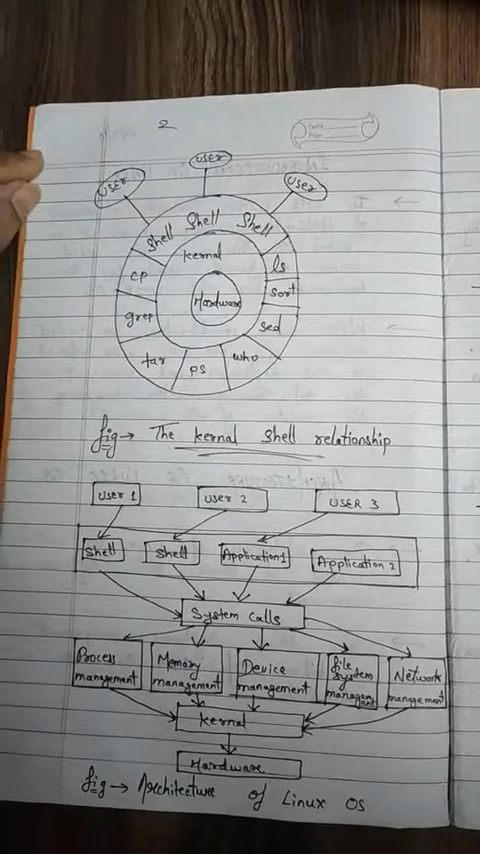 2
Date
Page
USER
USER
USER
Shell Shell Shell
kernal
Hardware
cp
grep
tar
ps
who
sed
sort
ls
fig → The kernal shell relationship
User 1
User 2
USER 3
Shell
Shell
Application1
Application 2
System Calls
Process
management
Memory
management
Device
management
file
system
management
Network
management
kernal
Hardware
fig → Architecture of Linux OS